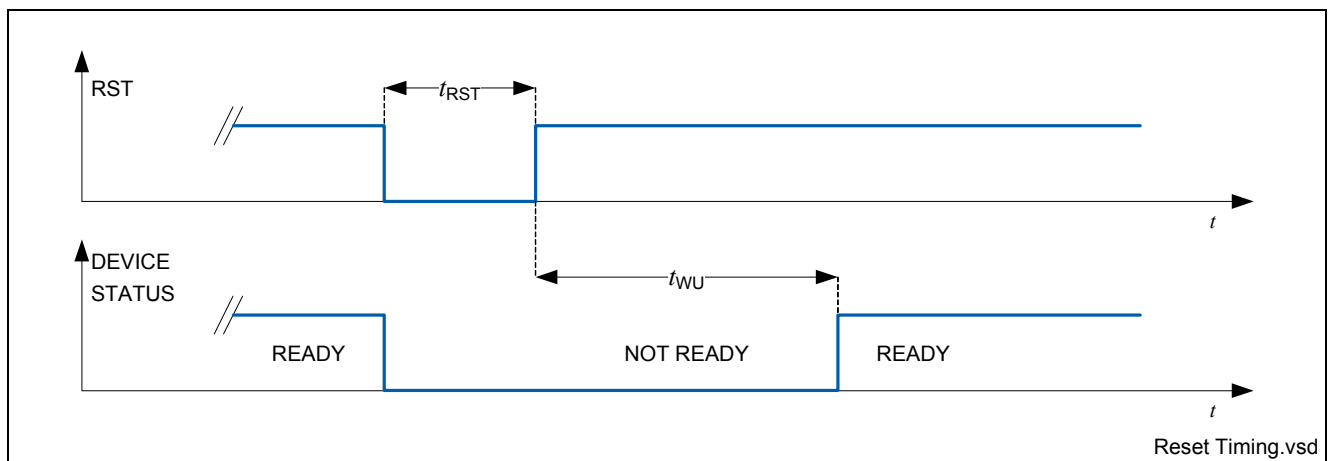 RST
tRST
t
DEVICE
STATUS
tWU
READY
NOT READY
READY
t
Reset Timing.vsd